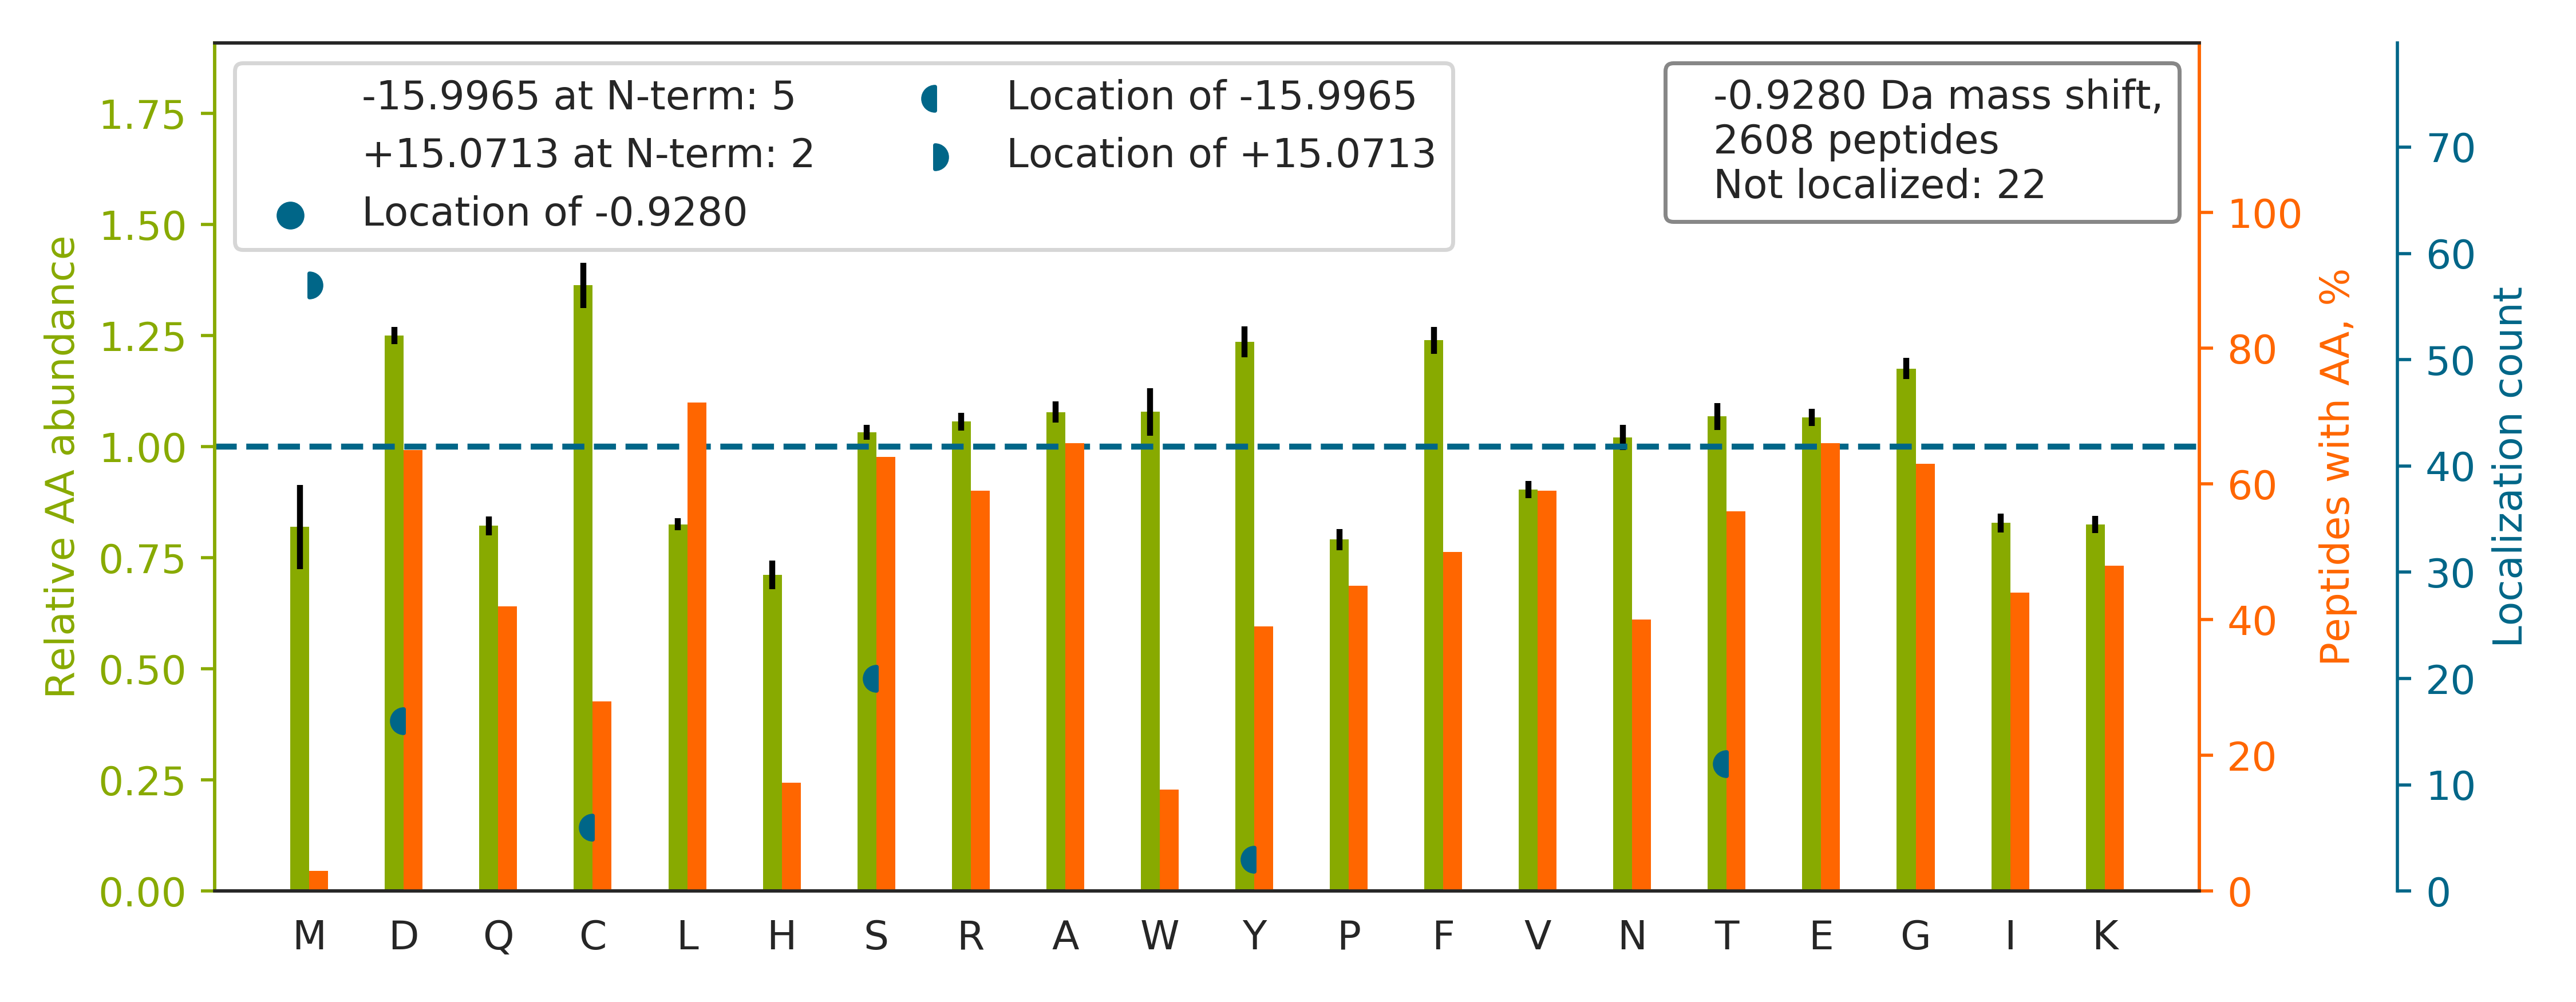 -15.9965 at N-term: 5
+15.0713 at N-term: 2
Location of -0.9280
Location of -15.9965
Location of +15.0713
-0.9280 Da mass shift,
2608 peptides
Not localized: 22
Relative AA abundance
1.75
1.50
1.25
1.00
0.75
0.50
0.25
0.00
M D Q C L H S R A W Y P F V N T E G I K
100
80
60
40
20
0
Peptides with AA, %
70
60
50
40
30
20
10
0
Localization count